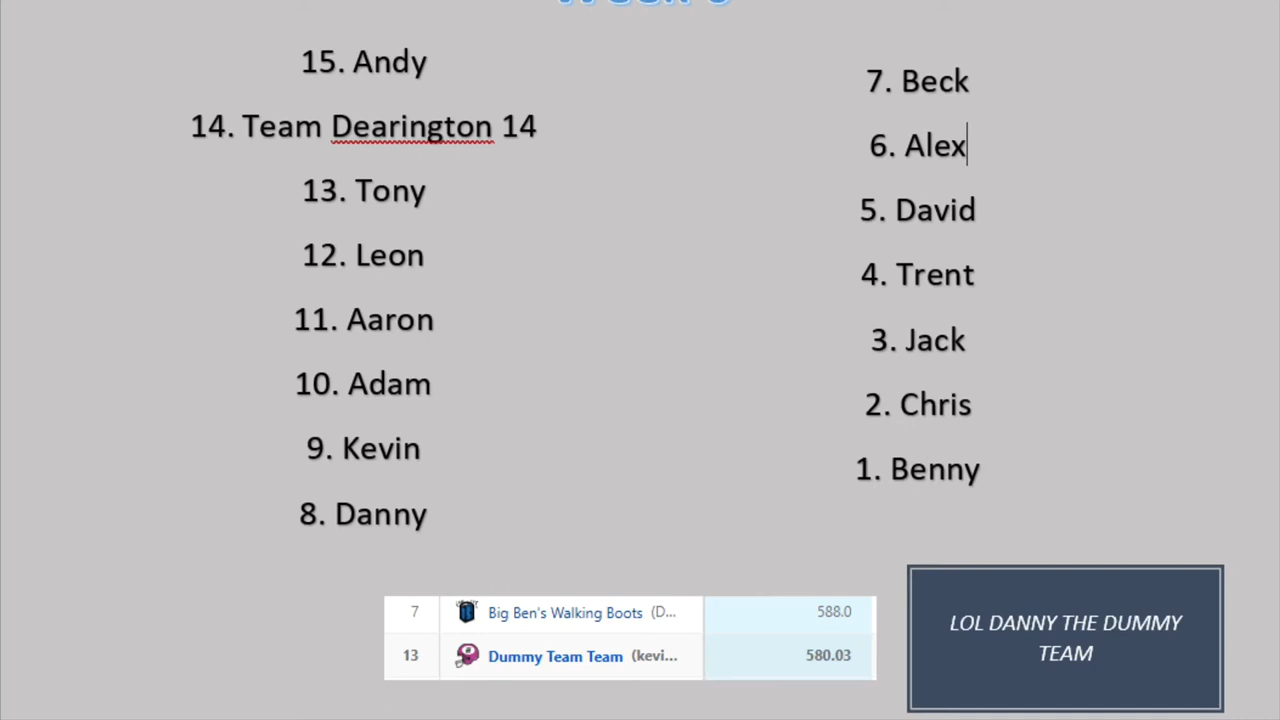 15. Andy
14. Team Dearington 14
13. Tony
12. Leon
11. Aaron
10. Adam
9. Kevin
8. Danny
7. Beck
6. Alex
5. David
4. Trent
3. Jack
2. Chris
1. Benny
7 Big Ben's Walking Boots (D... 588.0
13 Dummy Team Team (kevi... 580.03
LOL DANNY THE DUMMY
TEAM